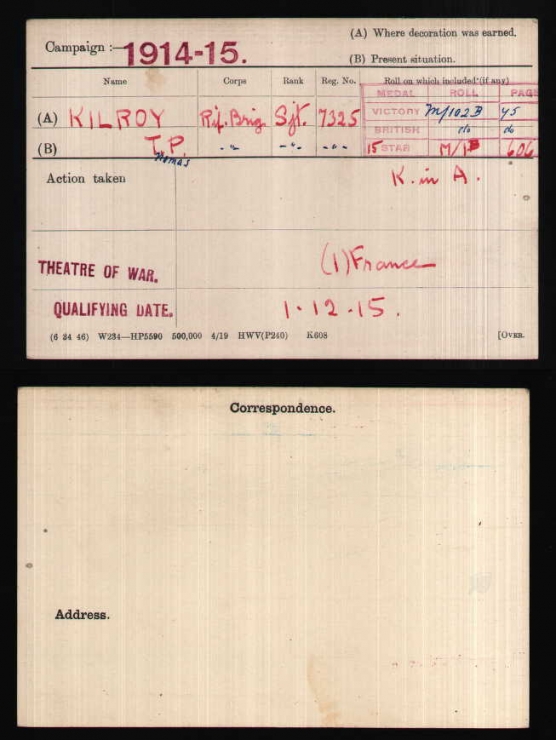 Campaign :— 1914-15.
(A) Where decoration was earned.
(B) Present situation.
Name Corps Rank Reg. No. Roll on which included (if any)
MEDAL ROLL PAGE
(A) KILROY Rif. Brig Sjt. 7325 VICTORY M/102B 45
BRITISH do do
(B) T.P. -"- -"- -"- 15 STAR M/1B 606
Thomas
Action taken K. in A.
THEATRE OF WAR. (1) France
QUALIFYING DATE. 1.12.15.
(6 34 46) W234—HP5590 500,000 4/19 HWV(P240) K608 [OVER.
Correspondence.
Address.